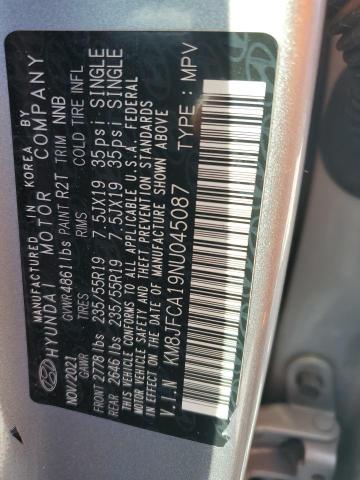 MANUFACTURED IN KOREA BY
HYUNDAI MOTOR COMPANY
NOV/2021 GVWR 4861 lbs PAINT R2T TRIM NNB
GAWR TIRES RIMS COLD TIRE INFL
FRONT 2778 lbs 235/55R19 7.5JX19 35psi SINGLE
REAR 2646 lbs 235/55R19 7.5JX19 35psi SINGLE
THIS VEHICLE CONFORMS TO ALL APPLICABLE U.S.A. FEDERAL
MOTOR VEHICLE SAFETY AND THEFT PREVENTION STANDARDS
IN EFFECT ON THE DATE OF MANUFACTURE SHOWN ABOVE.
V.I.N KM8JFCA19NU045087 TYPE : MPV